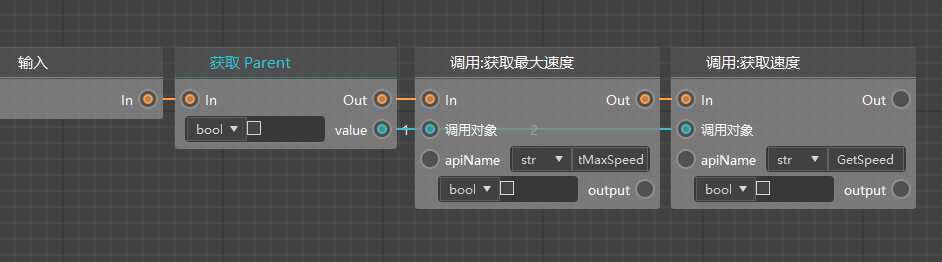 输入
In
获取 Parent
In
Out
bool
value
1
调用:获取最大速度
In
Out
调用对象
2
apiName
str
tMaxSpeed
bool
output
调用:获取速度
In
Out
调用对象
apiName
str
GetSpeed
bool
output